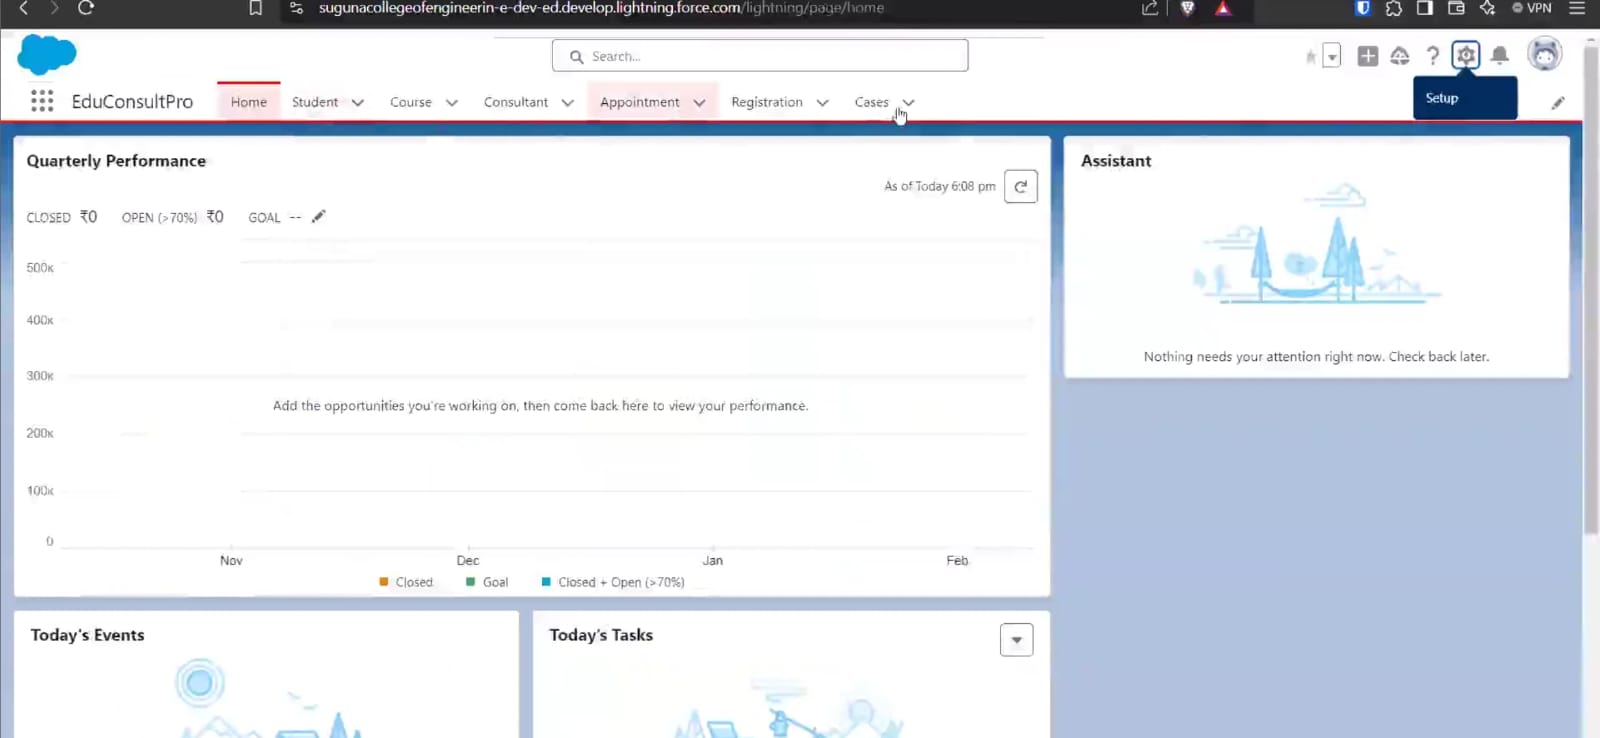 sugunacollegeofengineerin-e-dev-ed.develop.lightning.force.com/lightning/page/home
VPN
Search...
EduConsultPro
Home Student Course Consultant Appointment Registration Cases
Setup
Quarterly Performance
As of Today 6:08 pm
CLOSED ₹0 OPEN (>70%) ₹0 GOAL --
500K
400K
300K
200K
100K
0
Add the opportunities you're working on, then come back here to view your performance.
Nov Dec Jan Feb
Closed Goal Closed + Open (>70%)
Assistant
Nothing needs your attention right now. Check back later.
Today's Events
Today's Tasks